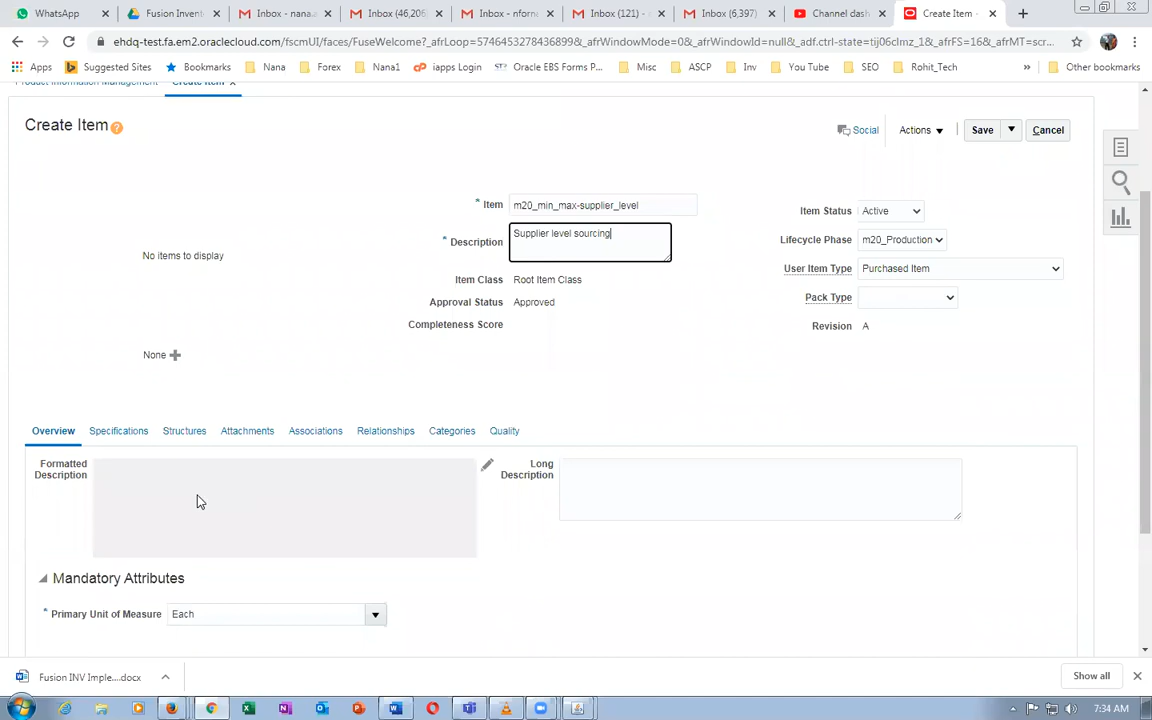 WhatsApp
Fusion Invent
Inbox - nana.
Inbox (46,206
Inbox - nforn
Inbox (121) -
Inbox (6,397)
Channel dash
Create Item -
ehdq-test.fa.em2.oraclecloud.com/fscmUI/faces/FuseWelcome?_afrLoop=57464532784368998&_afrWindowMode=0&_afrWindowId=null&_adf.ctrl-state=tij06clmz_1&_afrFS=16&_afrMT=scr...
Apps
Suggested Sites
Bookmarks
Nana
Forex
Nana1
iapps Login
Oracle EBS Forms P...
Misc
ASCP
Inv
You Tube
SEO
Rohit_Tech
»
Other bookmarks
Product Information Management
Create Item
Create Item
Social
Actions
Save
Cancel
* Item m20_min_max-supplier_level
* Description Supplier level sourcing
Item Class Root Item Class
Approval Status Approved
Completeness Score
Item Status Active
Lifecycle Phase m20_Production
User Item Type Purchased Item
Pack Type
Revision A
No items to display
None
Overview
Specifications
Structures
Attachments
Associations
Relationships
Categories
Quality
Formatted
Description
Long
Description
Mandatory Attributes
* Primary Unit of Measure Each
Fusion INV Imple....docx
Show all
7:34 AM